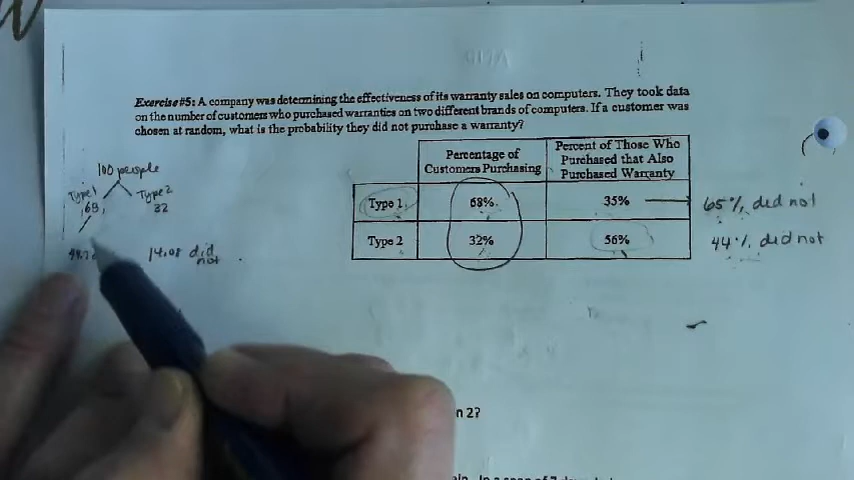 Exercise #5: A company was determining the effectiveness of its warranty sales on computers. They took data
on the number of customers who purchased warranties on two different brands of computers. If a customer was
chosen at random, what is the probability they did not purchase a warranty?
100 people
Type 1 Type 2
68 32
14.08 did
not
Percentage of
Customers Purchasing
Percent of Those Who
Purchased that Also
Purchased Warranty
Type 1 68% 35% 65% did not
Type 2 32% 56% 44% did not
n 2?